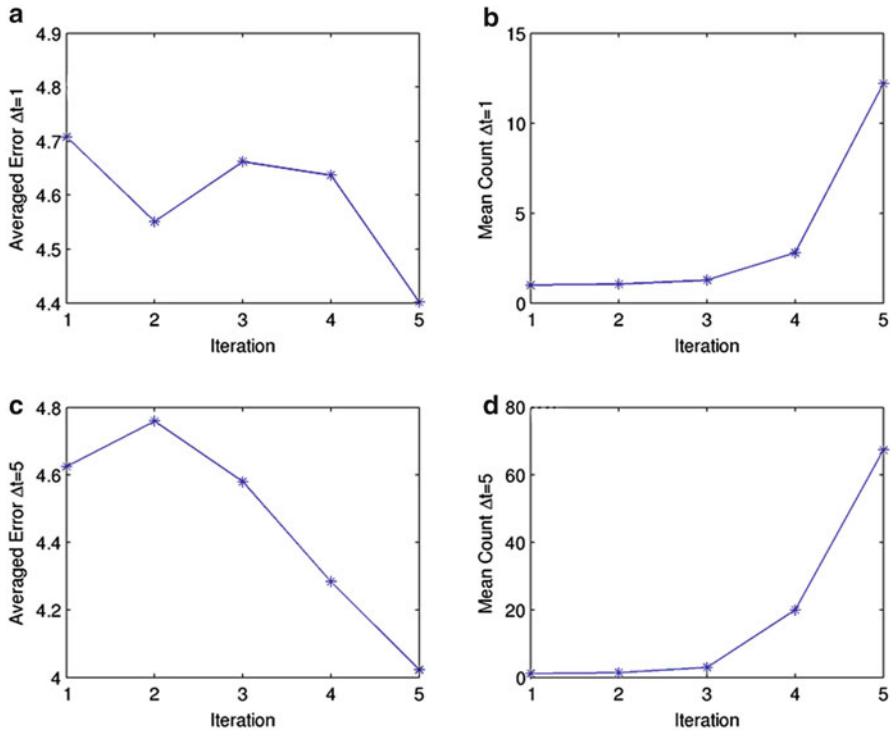 a
4.9
4.8
4.7
4.6
4.5
4.4
Averaged Error Δt=1
1 2 3 4 5
Iteration
b
15
10
5
0
Mean Count Δt=1
1 2 3 4 5
Iteration
c
4.8
4.6
4.4
4.2
4
Averaged Error Δt=5
1 2 3 4 5
Iteration
d
80
60
40
20
0
Mean Count Δt=5
1 2 3 4 5
Iteration